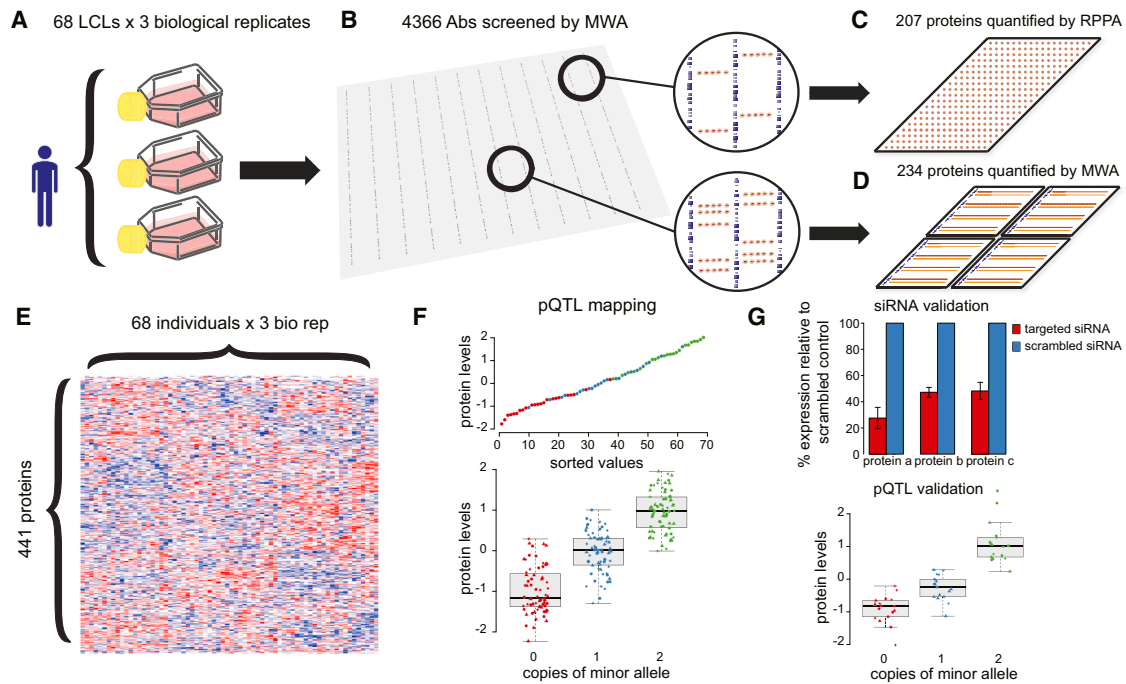 A
68 LCLs x 3 biological replicates
B
4366 Abs screened by MWA
C
207 proteins quantified by RPPA
D
234 proteins quantified by MWA
E
68 individuals x 3 bio rep
441 proteins
F
pQTL mapping
protein levels
2
1
0
-1
-2
0
10
20
30
40
50
60
70
sorted values
protein levels
2
1
0
-1
-2
0
1
2
copies of minor allele
G
siRNA validation
% expression relative to
scrambled control
100
80
60
40
20
0
protein a
protein b
protein c
targeted siRNA
scrambled siRNA
pQTL validation
protein levels
2
1
0
-1
-2
0
1
2
copies of minor allele